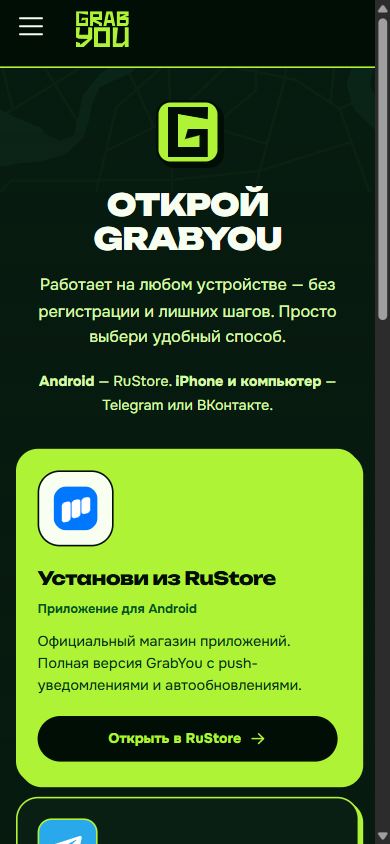 GRAB
YOU
G
ОТКРОЙ
GRABYOU
Работает на любом устройстве — без
регистрации и лишних шагов. Просто
выбери удобный способ.
Android — RuStore. iPhone и компьютер —
Telegram или ВКонтакте.
Установи из RuStore
Приложение для Android
Официальный магазин приложений.
Полная версия GrabYou с push-
уведомлениями и автообновлениями.
Открыть в RuStore →